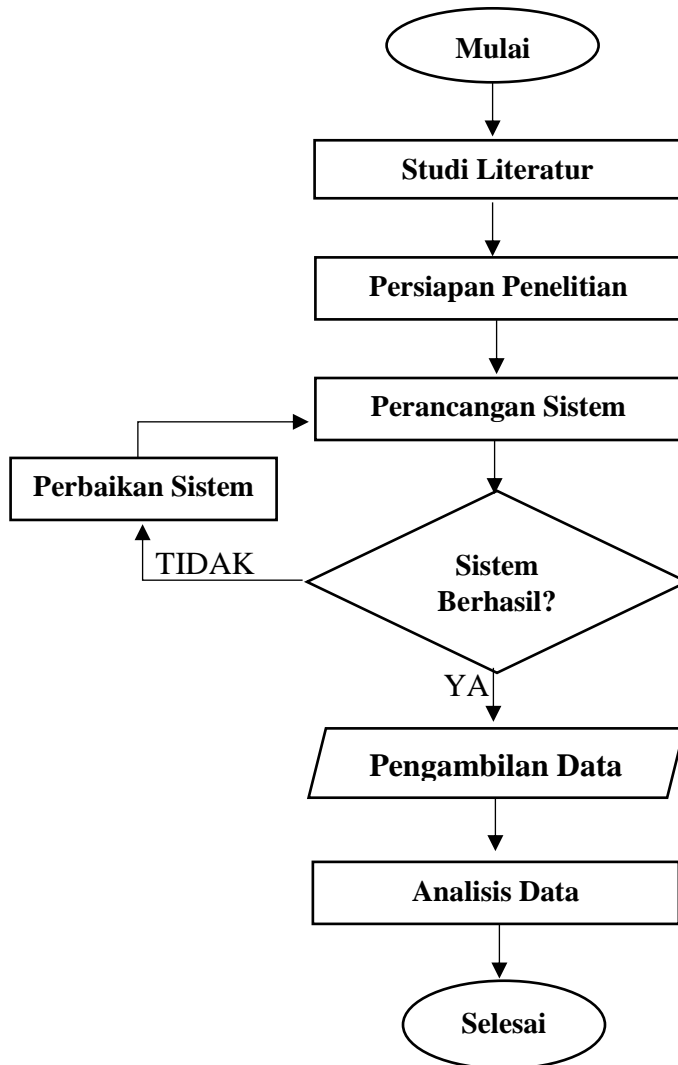 Mulai
Studi Literatur
Persiapan Penelitian
Perancangan Sistem
Perbaikan Sistem
TIDAK
Sistem
Berhasil?
YA
Pengambilan Data
Analisis Data
Selesai